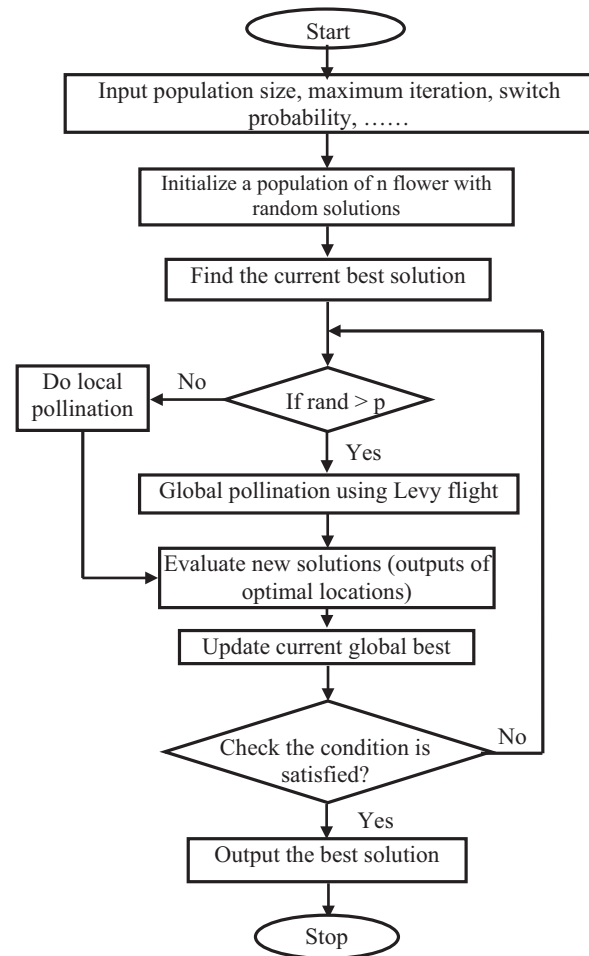 Start
Input population size, maximum iteration, switch
probability, ……
Initialize a population of n flower with
random solutions
Find the current best solution
Do local
pollination
No
If rand > p
Yes
Global pollination using Levy flight
Evaluate new solutions (outputs of
optimal locations)
Update current global best
Check the condition is
satisfied?
No
Yes
Output the best solution
Stop